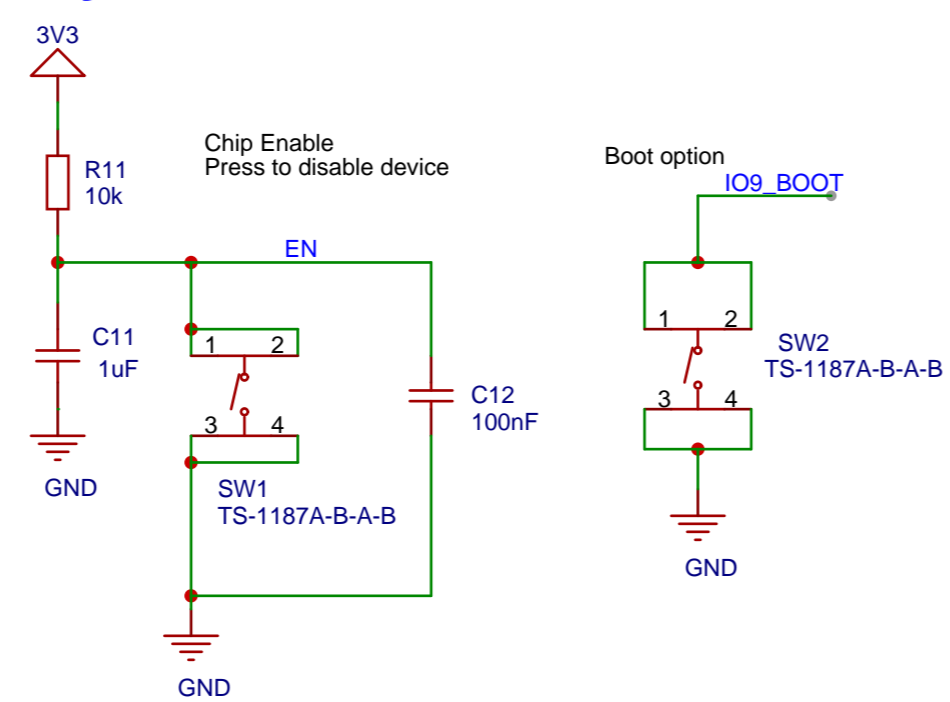 3V3
R11
10k
Chip Enable
Press to disable device
EN
C11
1uF
1 2
3 4
SW1
TS-1187A-B-A-B
C12
100nF
GND
GND
Boot option
IO9_BOOT
1 2
3 4
SW2
TS-1187A-B-A-B
GND